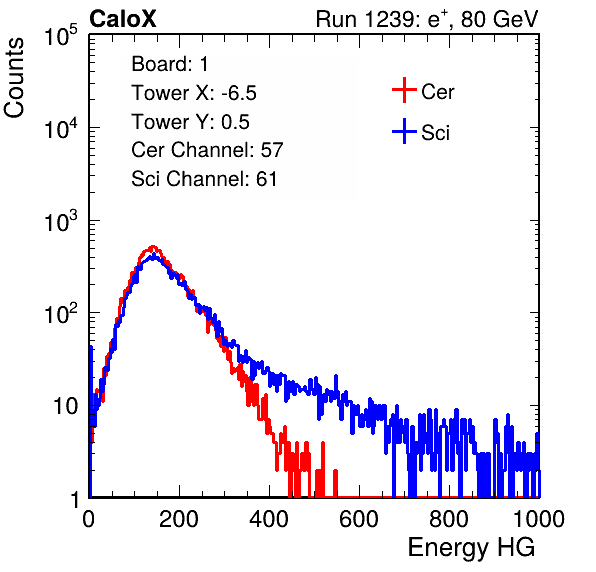 CaloX Run 1239: e⁺, 80 GeV
Board: 1
Tower X: -6.5
Tower Y: 0.5
Cer Channel: 57
Sci Channel: 61
Cer
Sci
Counts
10⁵
10⁴
10³
10²
10
1
0 200 400 600 800 1000
Energy HG